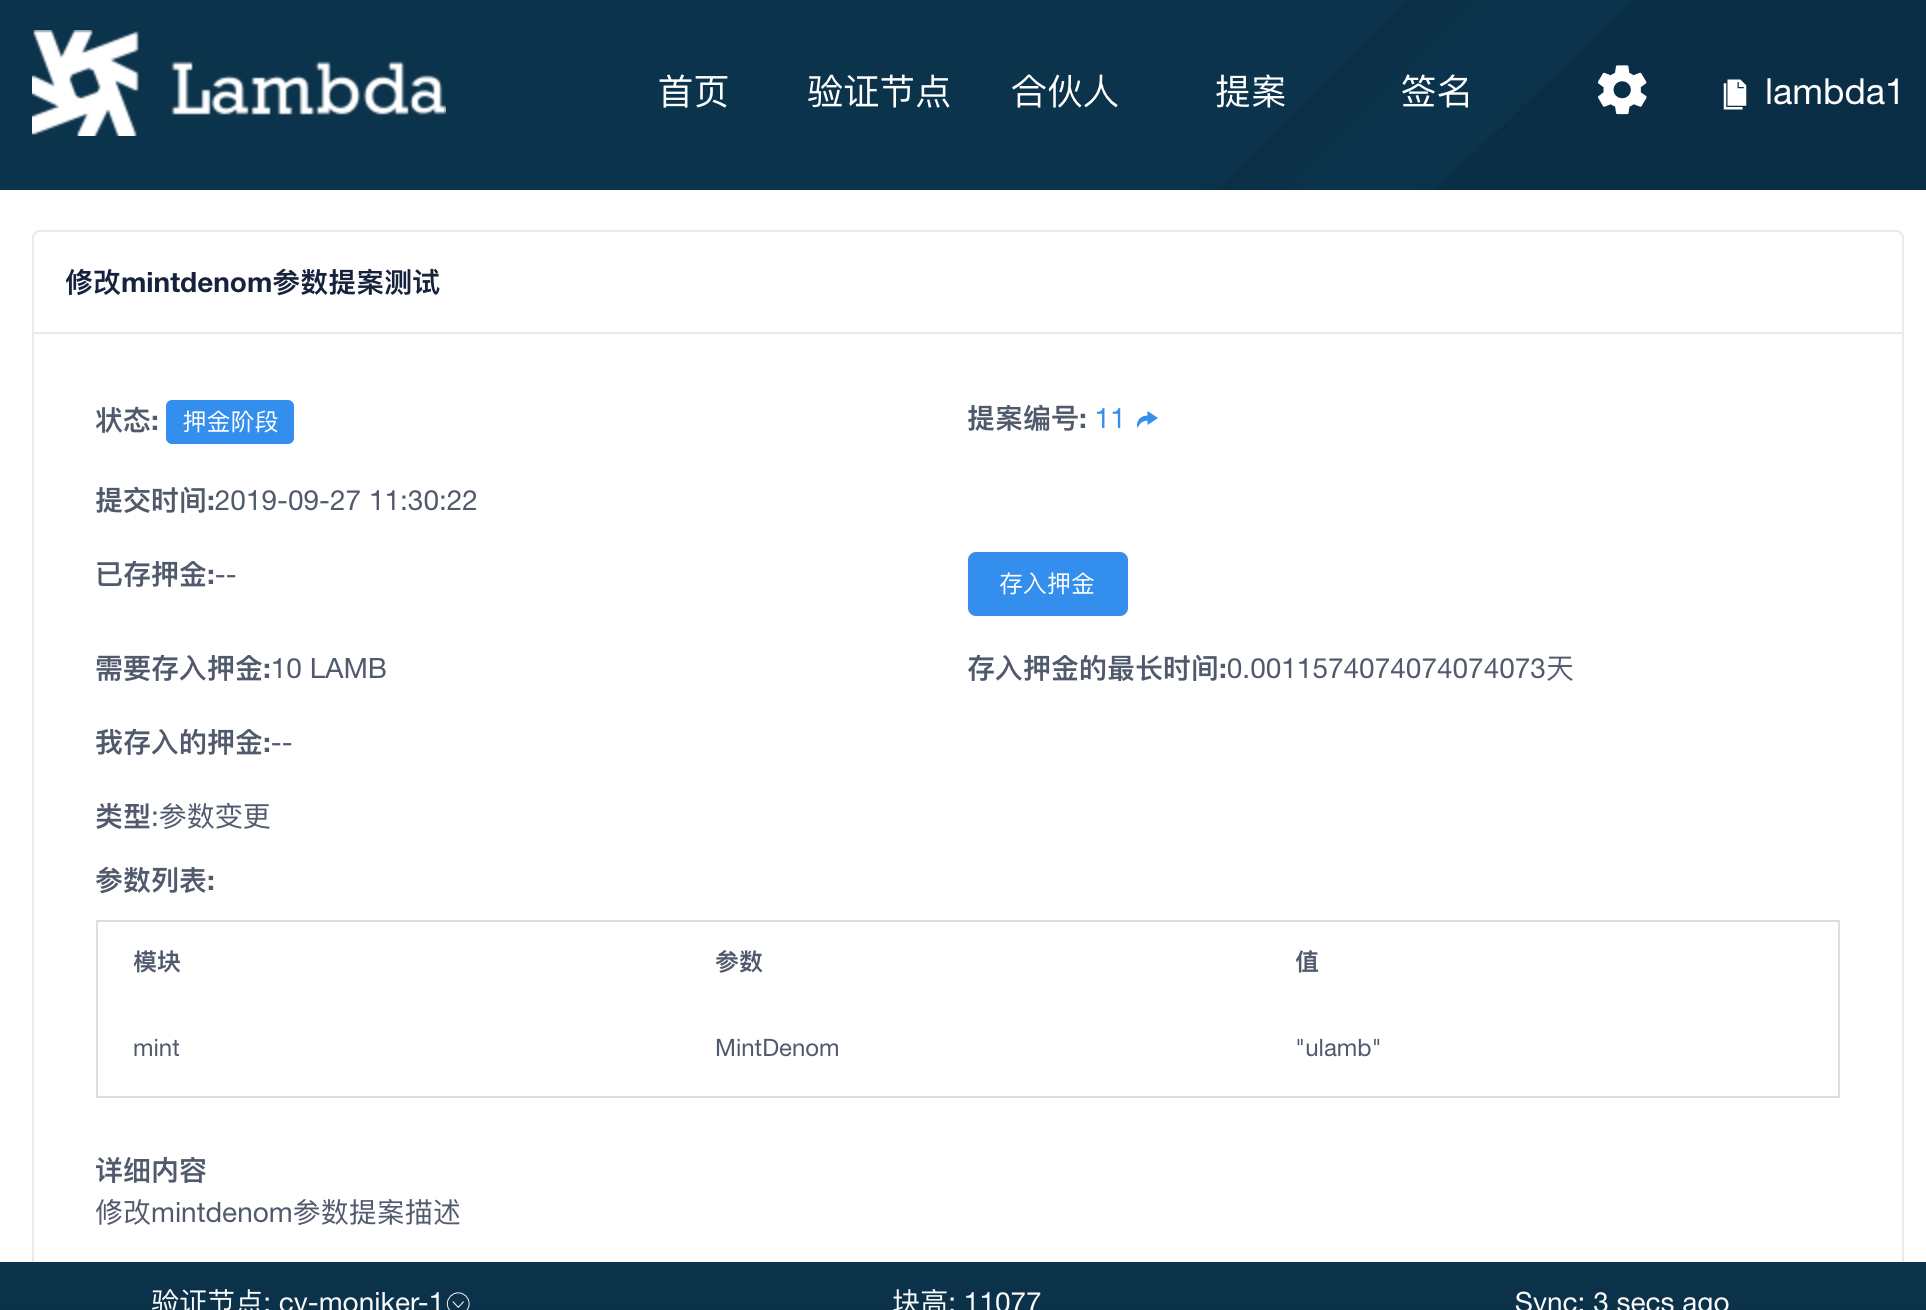 Lambda 首页 验证节点 合伙人 提案 签名 lambda1
修改mintdenom参数提案测试
状态: 押金阶段 提案编号: 11
提交时间:2019-09-27 11:30:22
已存押金:-- 存入押金
需要存入押金:10 LAMB 存入押金的最长时间:0.0011574074074074073天
我存入的押金:--
类型:参数变更
参数列表:
模块 参数 值
mint MintDenom "ulamb"
详细内容
修改mintdenom参数提案描述
验证节点: cy-moniker-1 块高: 11077 Sync: 3 secs ago